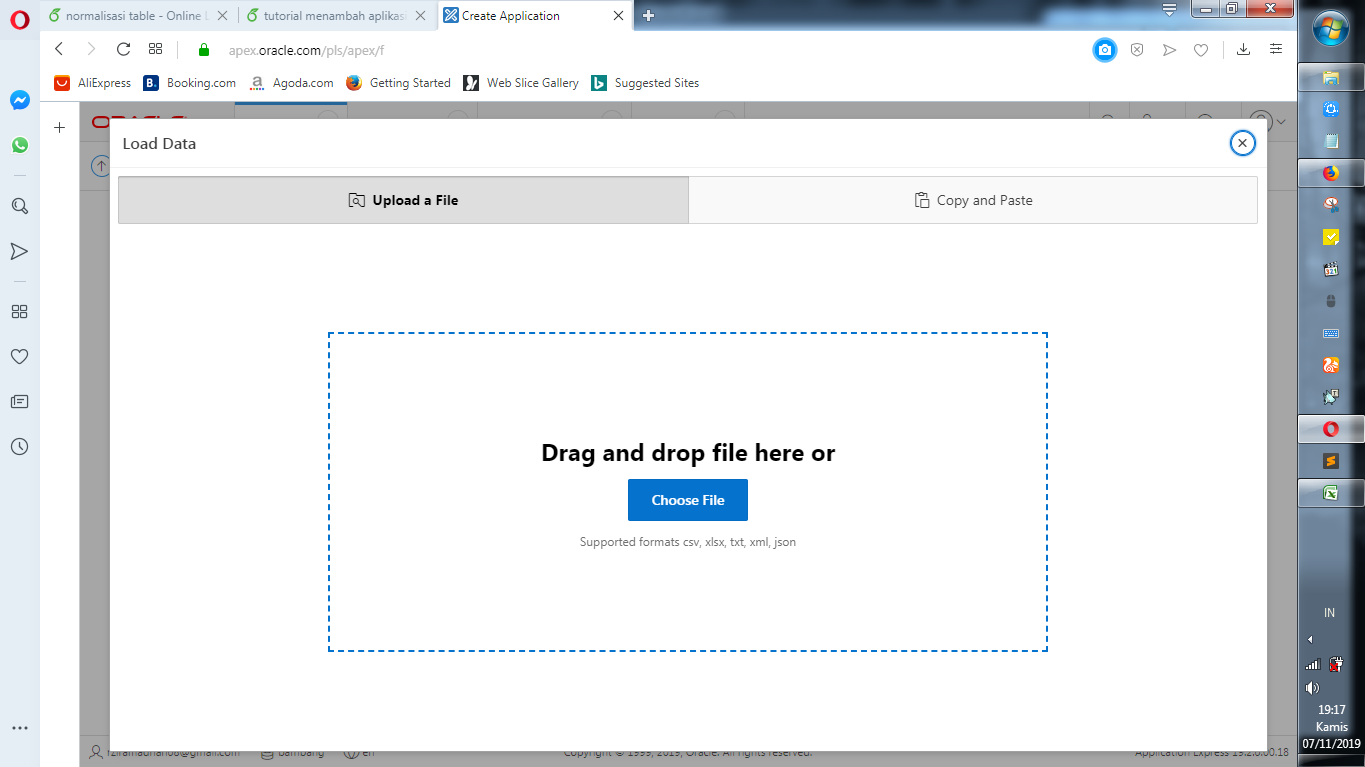 normalisasi table - Online L
tutorial menambah aplikas
Create Application
apex.oracle.com/pls/apex/f
AliExpress
Booking.com
Agoda.com
Getting Started
Web Slice Gallery
Suggested Sites
Load Data
Upload a File
Copy and Paste
Drag and drop file here or
Choose File
Supported formats csv, xlsx, txt, xml, json
bambang
en
Copyright © 1999, 2019, Oracle. All rights reserved.
Application Express 19.2.0.00.18
IN
19:17
Kamis
07/11/2019